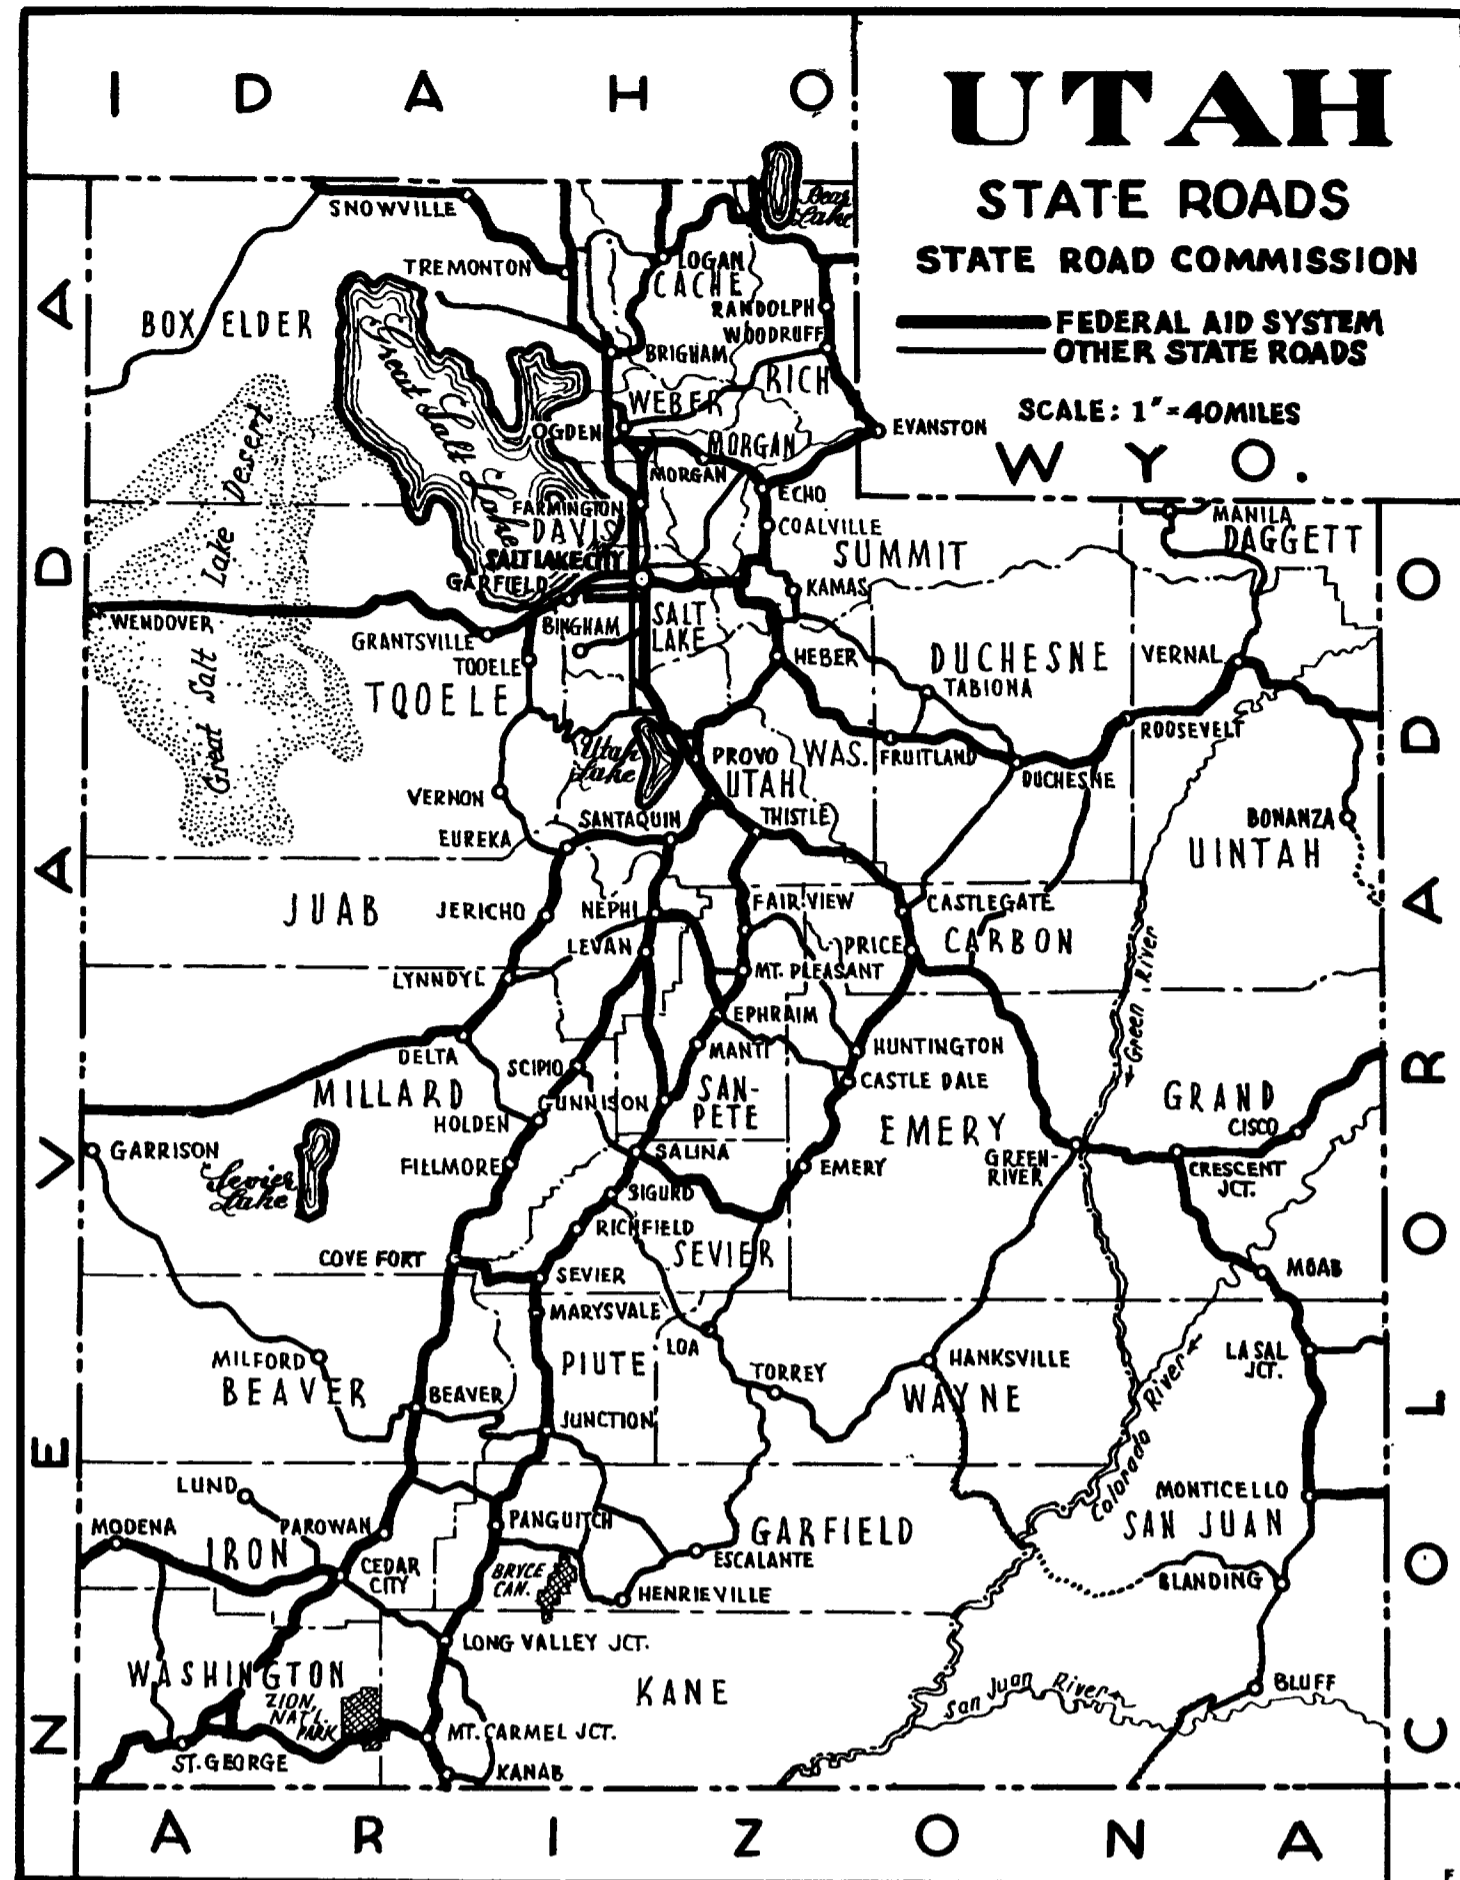 IDAHO
UTAH
STATE ROADS
STATE ROAD COMMISSION
FEDERAL AID SYSTEM
OTHER STATE ROADS
SCALE: 1"=40MILES
WYO.
NEVADA
COLORADO
ARIZONA
SNOWVILLE
Bear
Lake
TREMONTON
LOGAN
CACHE
RANDOLPH
WOODRUFF
BOX ELDER
BRIGHAM
RICH
Great Salt Lake
WEBER
OGDEN
MORGAN
MORGAN
EVANSTON
Great Salt Lake Desert
ECHO
FARMINGTON
DAVIS
COALVILLE
SUMMIT
MANILA
DAGGETT
SALT LAKE CITY
GARFIELD
KAMAS
WENDOVER
BINGHAM
SALT
LAKE
GRANTSVILLE
TOOELE
TOOELE
HEBER
DUCHESNE
VERNAL
TABIONA
Utah
Lake
PROVO
WAS.
FRUITLAND
ROOSEVELT
UTAH
DUCHESNE
VERNON
SANTAQUIN
THISTLE
BONANZA
EUREKA
UINTAH
JUAB
JERICHO
NEPHI
FAIRVIEW
CASTLEGATE
LEVAN
PRICE
CARBON
LYNNDYL
MT. PLEASANT
Green River
EPHRAIM
DELTA
MANTI
HUNTINGTON
SCIPIO
CASTLE DALE
MILLARD
GUNNISON
SAN-
PETE
GRAND
HOLDEN
EMERY
CISCO
GARRISON
SALINA
GREEN-
RIVER
CRESCENT
JCT.
FILLMORE
EMERY
Sevier
Lake
SIGURD
RICHFIELD
COVE FORT
SEVIER
SEVIER
MOAB
MARYSVALE
LOA
LA SAL
JCT.
MILFORD
PIUTE
TORREY
HANKSVILLE
BEAVER
BEAVER
WAYNE
Colorado River
JUNCTION
LUND
MONTICELLO
MODENA
PAROWAN
PANGUITCH
GARFIELD
SAN JUAN
IRON
CEDAR
CITY
BRYCE
CAN.
ESCALANTE
HENRIEVILLE
BLANDING
LONG VALLEY JCT.
WASHINGTON
KANE
ZION
NAT'L.
PARK
San Juan River
BLUFF
MT. CARMEL JCT.
ST. GEORGE
KANAB